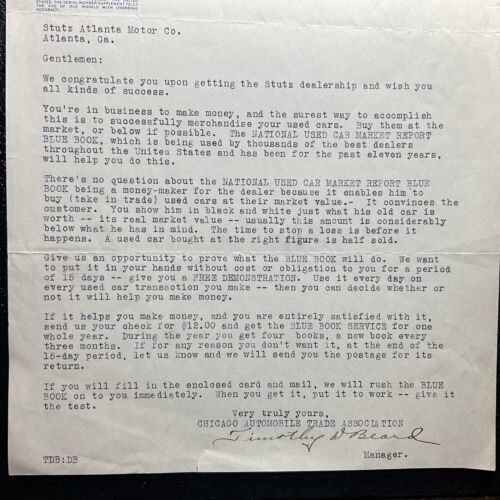 STATES, THE SERIAL NUMBER SUPPLEMENT TELLS
THE AGE OF OLD MODELS WITH UNERRING
ACCURACY.
Stutz Atlanta Motor Co.
Atlanta, Ga.
Gentlemen:
We congratulate you upon getting the Stutz dealership and wish you
all kinds of success.
You're in business to make money, and the surest way to accomplish
this is to successfully merchandise your used cars. Buy them at the
market, or below if possible. The NATIONAL USED CAR MARKET REPORT
BLUE BOOK, which is being used by thousands of the best dealers
throughout the United States and has been for the past eleven years,
will help you do this.
There's no question about the NATIONAL USED CAR MARKET REPORT BLUE
BOOK being a money-maker for the dealer because it enables him to
buy (take in trade) used cars at their market value.- It convinces the
customer. You show him in black and white just what his old car is
worth -- its real market value -- usually this amount is considerably
below what he has in mind. The time to stop a loss is before it
happens. A used car bought at the right figure is half sold.
Give us an opportunity to prove what the BLUE BOOK will do. We want
to put it in your hands without cost or obligation to you for a period
of 15 days -- give you a FREE DEMONSTRATION. Use it every day on
every used car transaction you make -- then you can decide whether or
not it will help you make money.
If it helps you make money, and you are entirely satisfied with it,
send us your check for $12.00 and get the BLUE BOOK SERVICE for one
whole year. During the year you get four books, a new book every
three months. If for any reason you don't want it, at the end of the
15-day period, let us know and we will send you the postage for its
return.
If you will fill in the enclosed card and mail, we will rush the BLUE
BOOK on to you immediately. When you get it, put it to work -- give it
the test.
Very truly yours,
CHICAGO AUTOMOBILE TRADE ASSOCIATION
Timothy D Beard
Manager.
TDB:DB